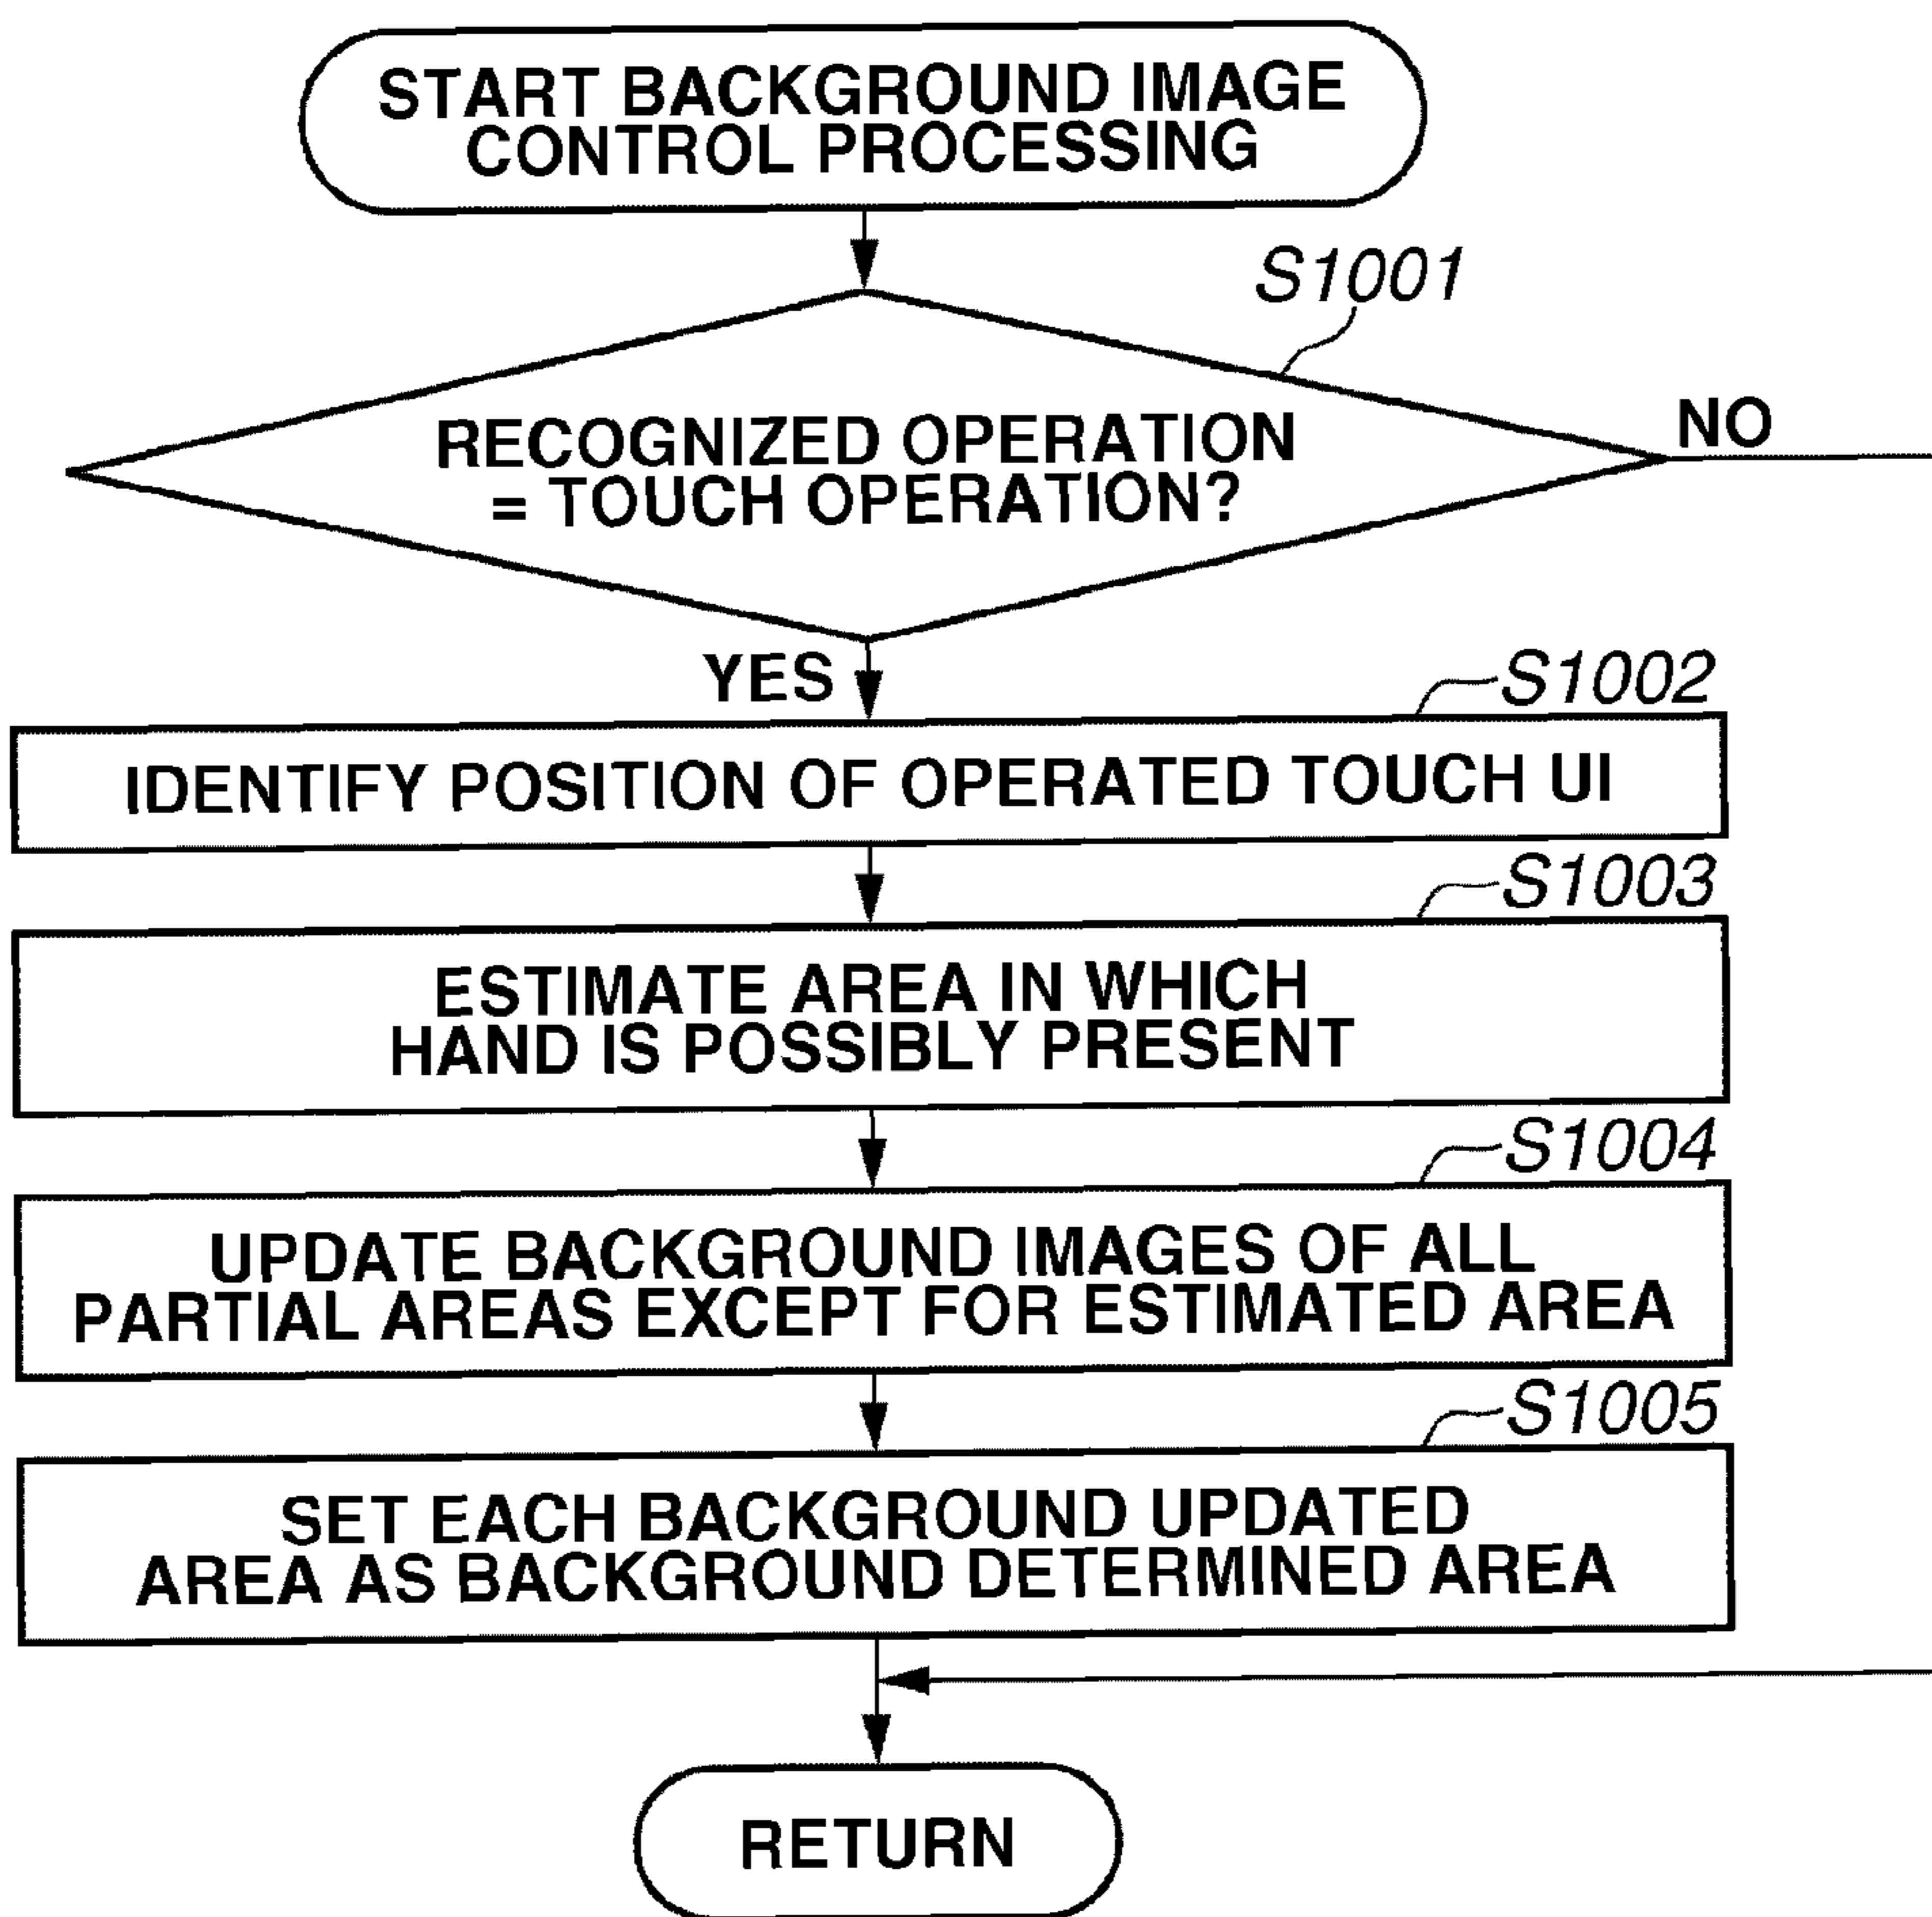 START BACKGROUND IMAGE
CONTROL PROCESSING
S1001
RECOGNIZED OPERATION
= TOUCH OPERATION?
NO
YES
S1002
IDENTIFY POSITION OF OPERATED TOUCH UI
S1003
ESTIMATE AREA IN WHICH
HAND IS POSSIBLY PRESENT
S1004
UPDATE BACKGROUND IMAGES OF ALL
PARTIAL AREAS EXCEPT FOR ESTIMATED AREA
S1005
SET EACH BACKGROUND UPDATED
AREA AS BACKGROUND DETERMINED AREA
RETURN